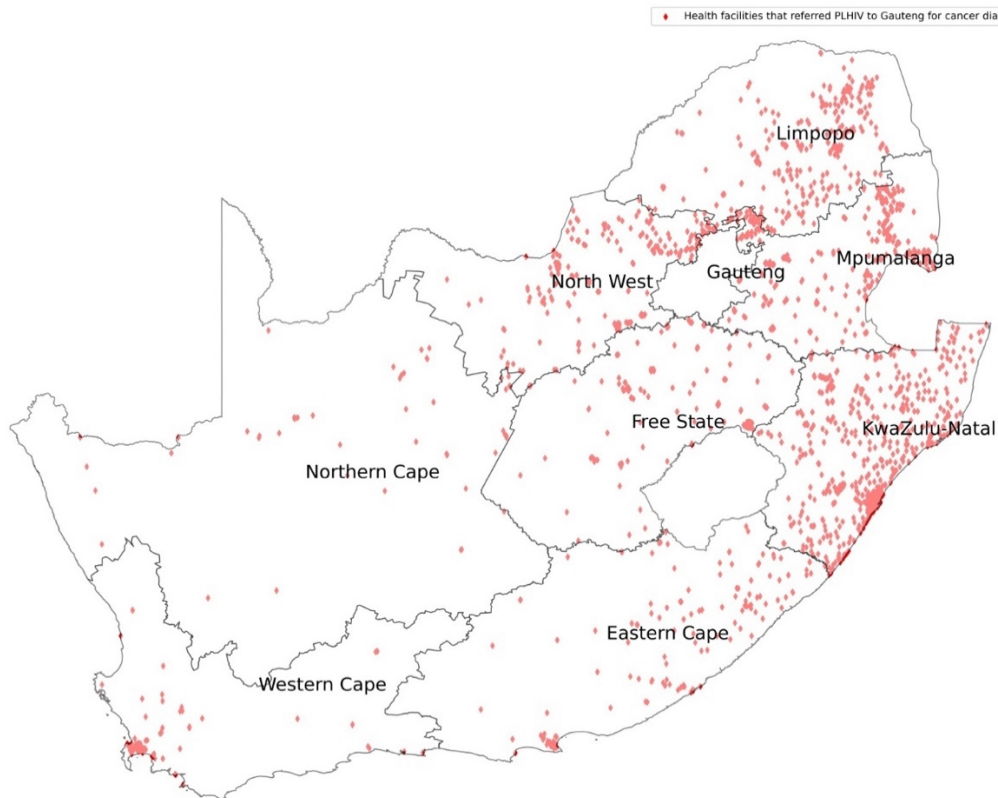 Health facilities that referred PLHIV to Gauteng for cancer dia
Limpopo
Mpumalanga
Gauteng
North West
Free State
KwaZulu-Natal
Northern Cape
Eastern Cape
Western Cape